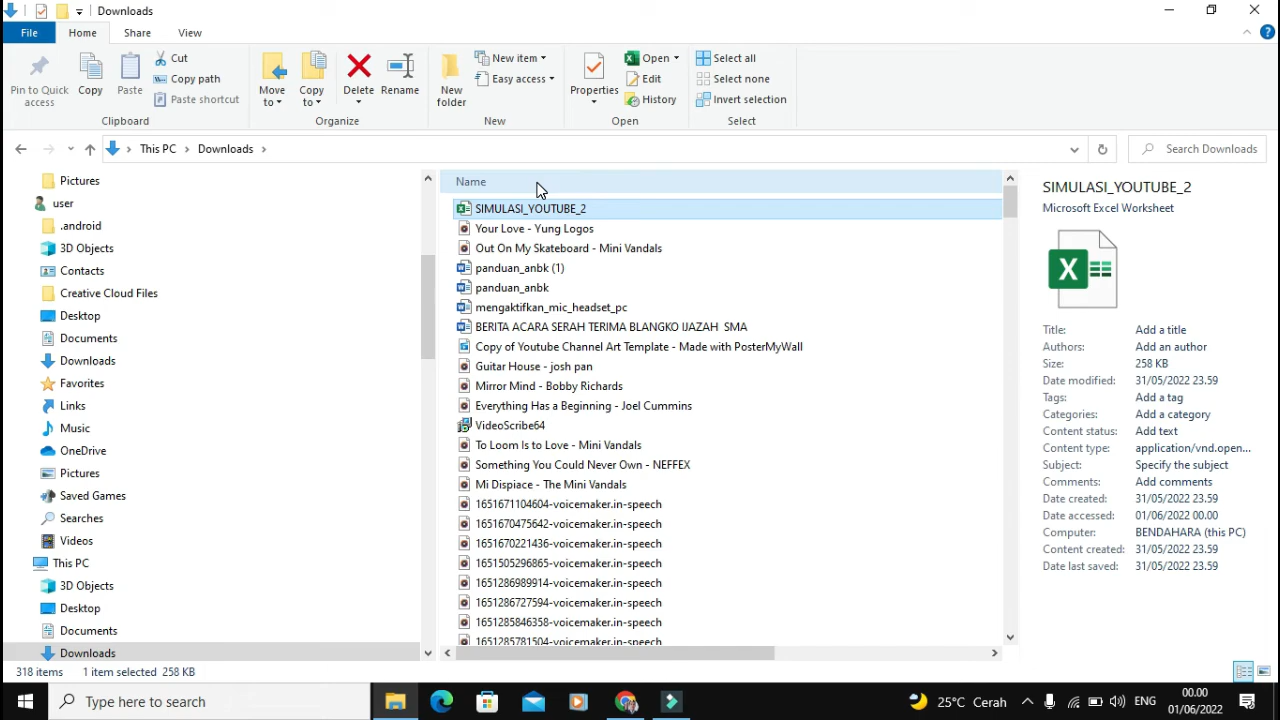 Downloads
File Home Share View
Pin to Quick access
Copy
Paste
Cut
Copy path
Paste shortcut
Clipboard
Move to
Copy to
Delete
Rename
Organize
New folder
New item
Easy access
New
Properties
Open
Edit
History
Open
Select all
Select none
Invert selection
Select
This PC > Downloads >
Search Downloads
Pictures
user
.android
3D Objects
Contacts
Creative Cloud Files
Desktop
Documents
Downloads
Favorites
Links
Music
OneDrive
Pictures
Saved Games
Searches
Videos
This PC
3D Objects
Desktop
Documents
Downloads
Name
SIMULASI_YOUTUBE_2
Your Love - Yung Logos
Out On My Skateboard - Mini Vandals
panduan_anbk (1)
panduan_anbk
mengaktifkan_mic_headset_pc
BERITA ACARA SERAH TERIMA BLANGKO IJAZAH SMA
Copy of Youtube Channel Art Template - Made with PosterMyWall
Guitar House - josh pan
Mirror Mind - Bobby Richards
Everything Has a Beginning - Joel Cummins
VideoScribe64
To Loom Is to Love - Mini Vandals
Something You Could Never Own - NEFFEX
Mi Dispiace - The Mini Vandals
1651671104604-voicemaker.in-speech
1651670475642-voicemaker.in-speech
1651670221436-voicemaker.in-speech
1651505296865-voicemaker.in-speech
1651286989914-voicemaker.in-speech
1651286727594-voicemaker.in-speech
1651285846358-voicemaker.in-speech
1651285781504-voicemaker.in-speech
SIMULASI_YOUTUBE_2
Microsoft Excel Worksheet
Title: Add a title
Authors: Add an author
Size: 258 KB
Date modified: 31/05/2022 23.59
Tags: Add a tag
Categories: Add a category
Content status: Add text
Content type: application/vnd.open...
Subject: Specify the subject
Comments: Add comments
Date created: 31/05/2022 23.59
Date accessed: 01/06/2022 00.00
Computer: BENDAHARA (this PC)
Content created: 31/05/2022 23.59
Date last saved: 31/05/2022 23.59
318 items 1 item selected 258 KB
Type here to search
25°C Cerah
ENG
00.00
01/06/2022